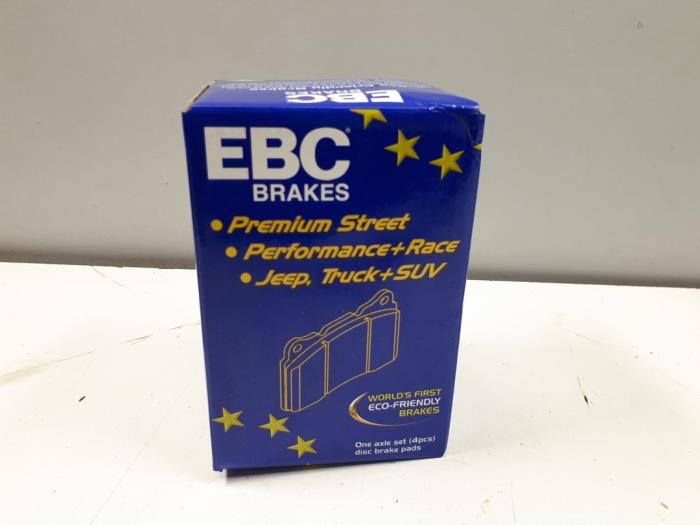 EBC
BRAKES
EBC®
BRAKES
• Premium Street
• Performance+Race
• Jeep, Truck+SUV
WORLD'S FIRST
ECO-FRIENDLY
BRAKES
One axle set (4pcs)
disc brake pads